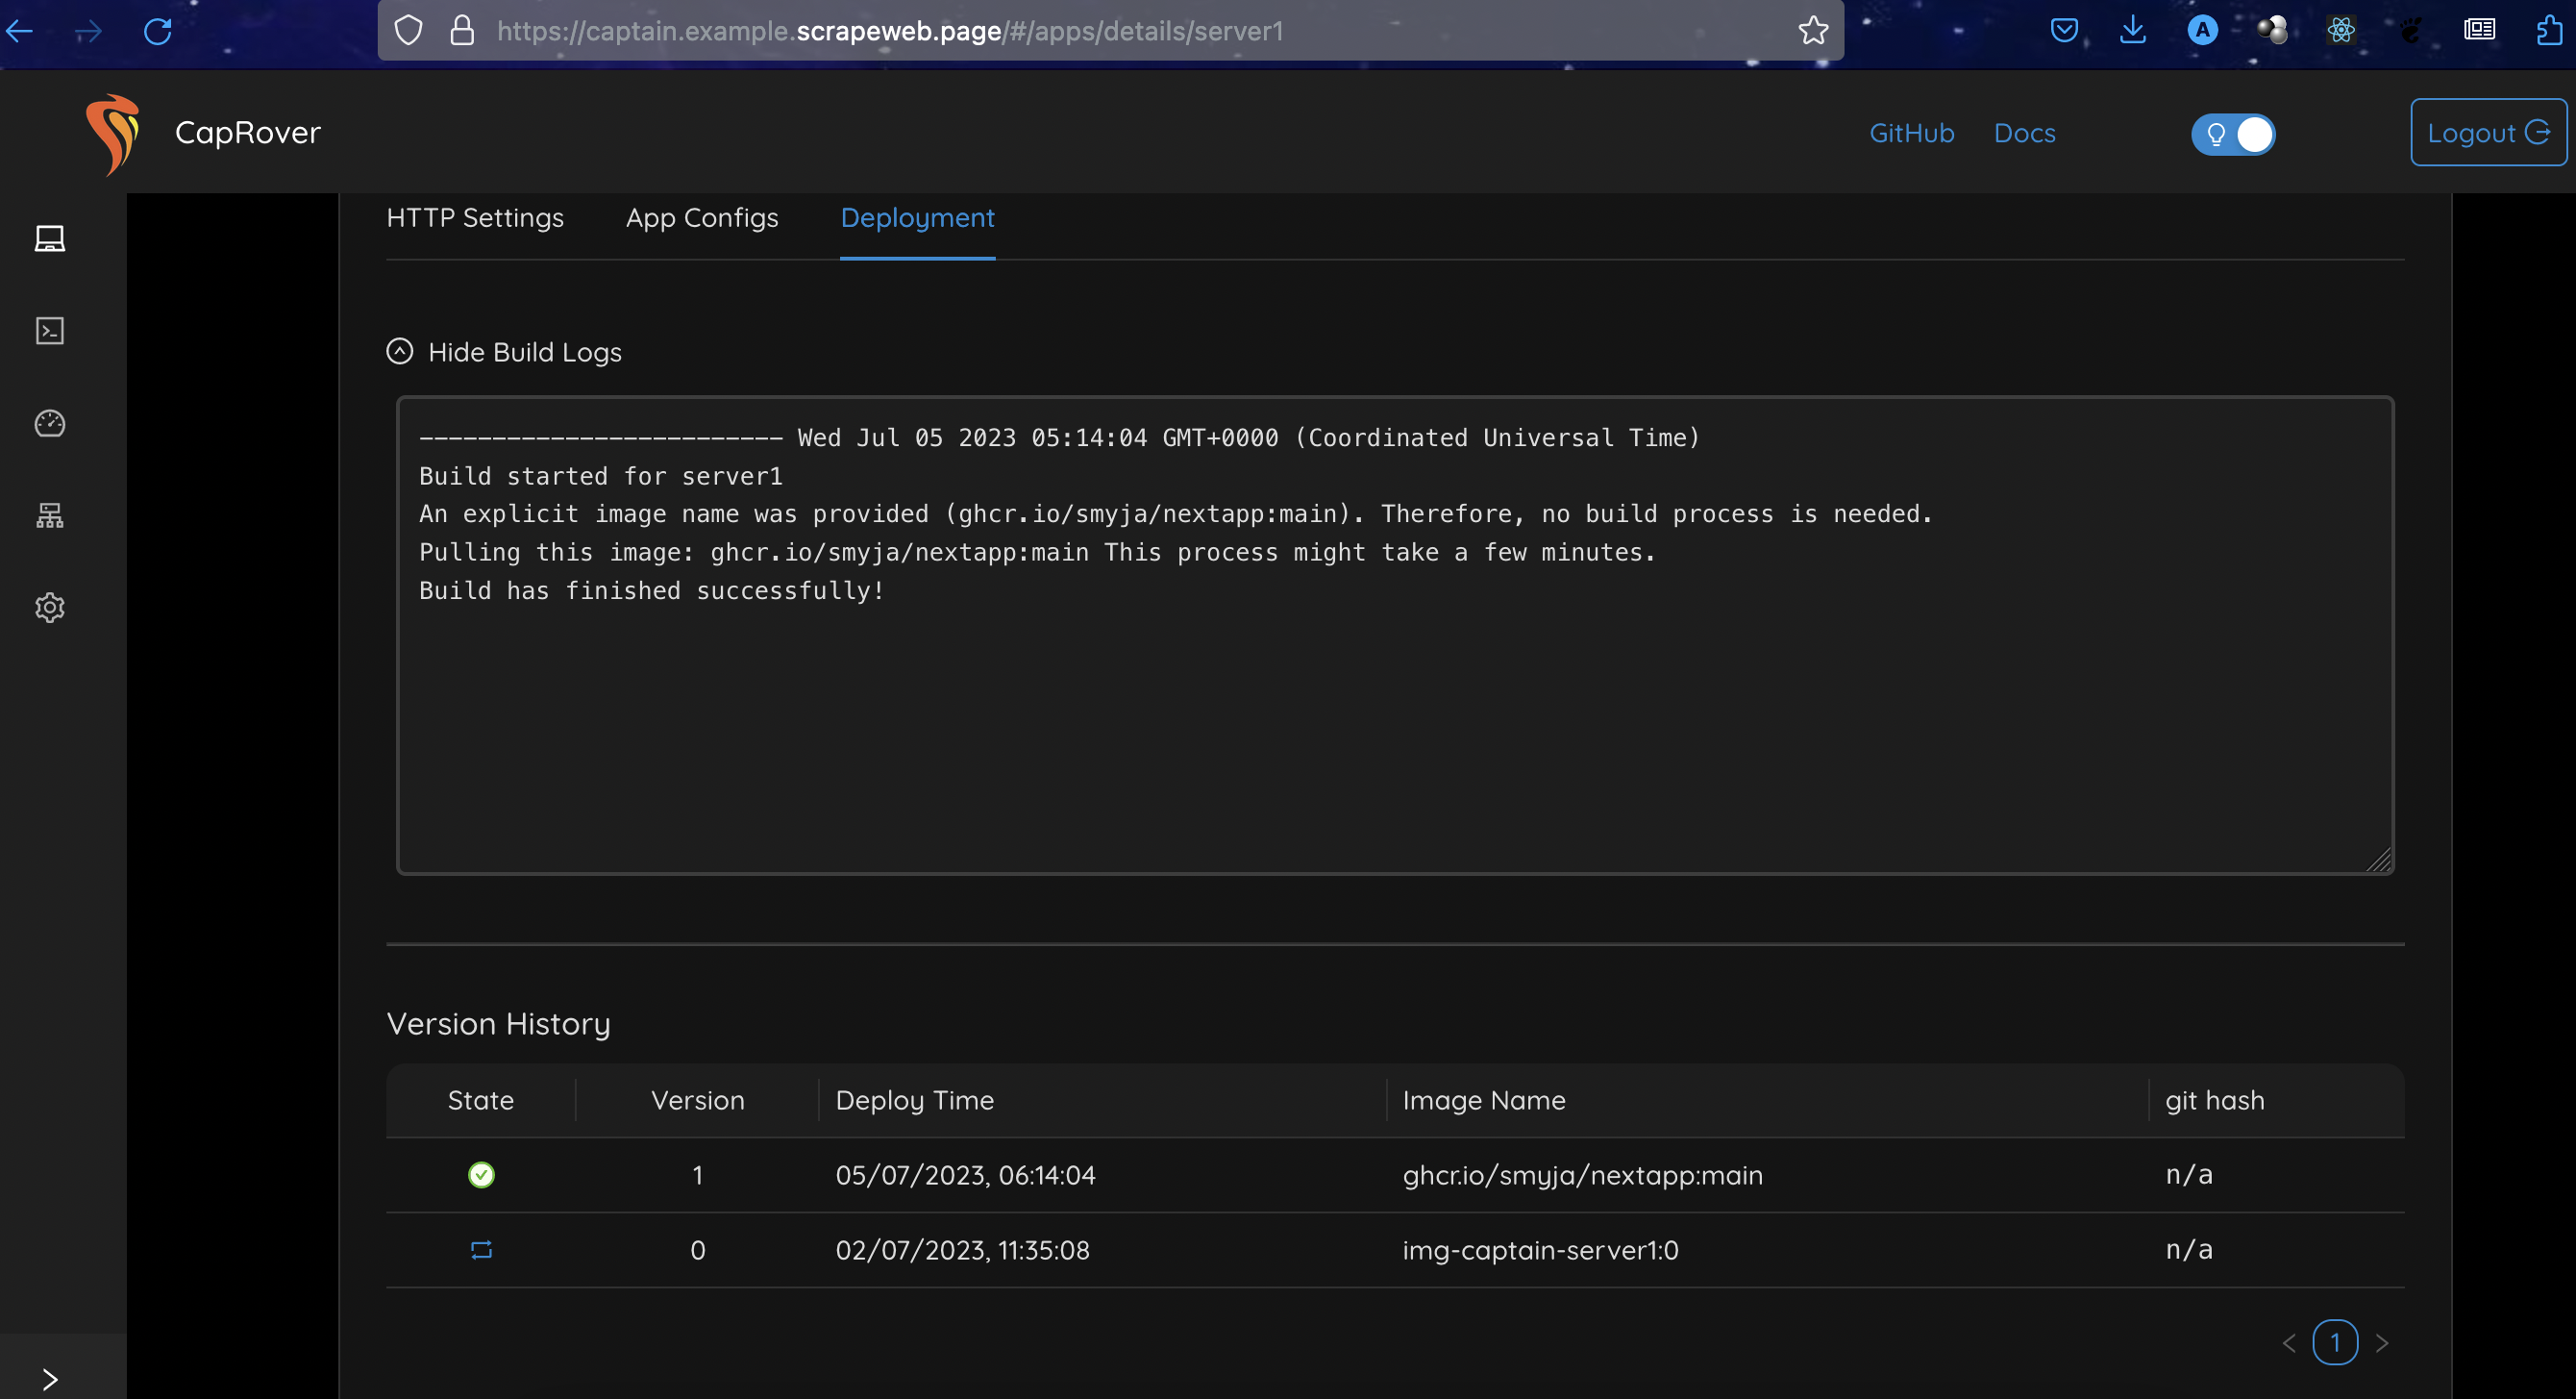 https://captain.example.scrapeweb.page/#/apps/details/server1
A
CapRover
GitHub
Docs
Logout
HTTP Settings
App Configs
Deployment
Hide Build Logs
------------------------- Wed Jul 05 2023 05:14:04 GMT+0000 (Coordinated Universal Time)
Build started for server1
An explicit image name was provided (ghcr.io/smyja/nextapp:main). Therefore, no build process is needed.
Pulling this image: ghcr.io/smyja/nextapp:main This process might take a few minutes.
Build has finished successfully!
Version History
State Version Deploy Time Image Name git hash
1 05/07/2023, 06:14:04 ghcr.io/smyja/nextapp:main n/a
0 02/07/2023, 11:35:08 img-captain-server1:0 n/a
< 1 >